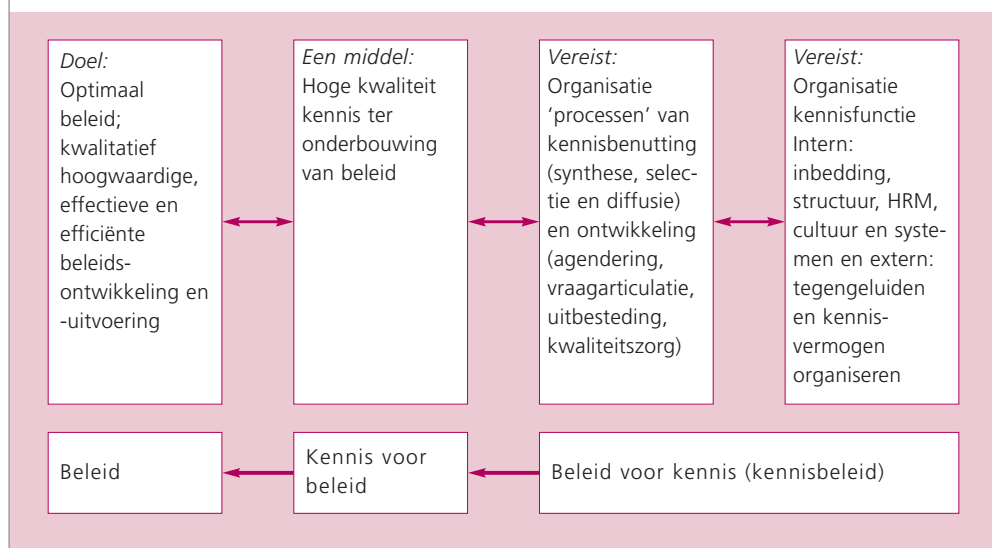 Doel:
Optimaal
beleid;
kwalitatief
hoogwaardige,
effectieve en
efficiënte
beleids-
ontwikkeling en
-uitvoering
Een middel:
Hoge kwaliteit
kennis ter
onderbouwing
van beleid
Vereist:
Organisatie
‘processen’ van
kennisbenutting
(synthese, selec-
tie en diffusie)
en ontwikkeling
(agendering,
vraagarticulatie,
uitbesteding,
kwaliteitszorg)
Vereist:
Organisatie
kennisfunctie
Intern:
inbedding,
structuur, HRM,
cultuur en syste-
men en extern:
tegengeluiden
en kennis-
vermogen
organiseren
Beleid
Kennis voor
beleid
Beleid voor kennis (kennisbeleid)